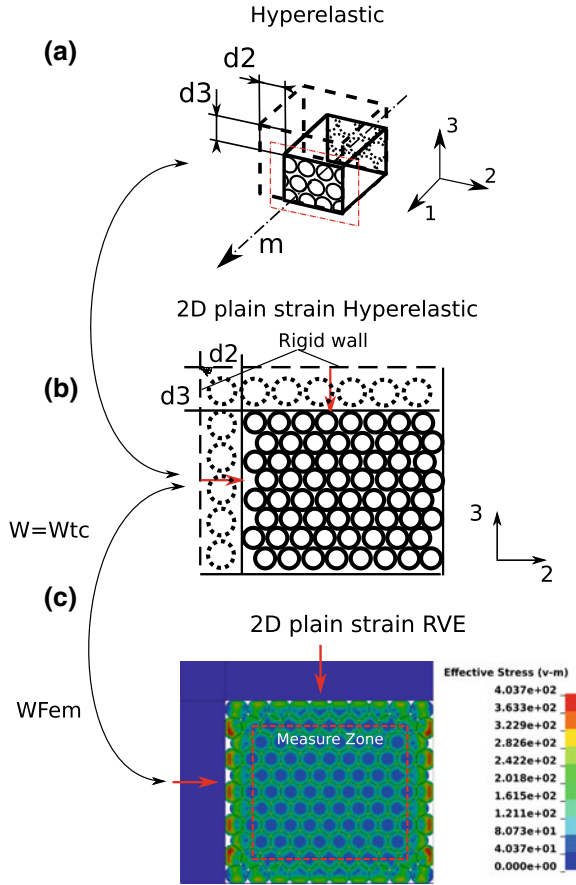 Hyperelastic
(a)
d2
d3
3
2
1
m
2D plain strain Hyperelastic
Rigid wall
d2
(b)
d3
W=Wtc
3
2
(c)
2D plain strain RVE
Effective Stress (v-m)
4.037e+02
3.633e+02
3.229e+02
2.826e+02
2.422e+02
2.018e+02
1.615e+02
1.211e+02
8.073e+01
4.037e+01
0.000e+00
WFem
Measure Zone